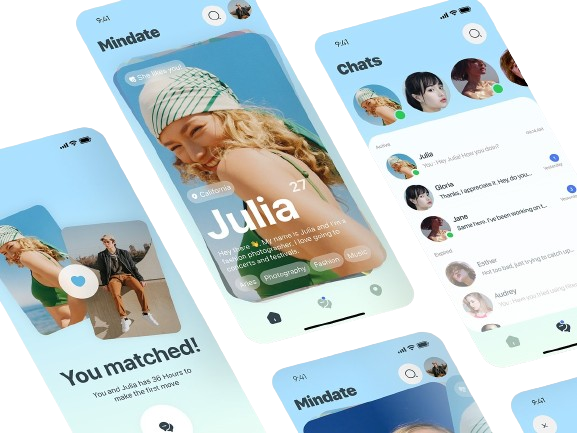 9:41
Mindate
She likes you!
California
Julia 27
Hey there 👋 My name is Julia and I'm a
fashion photographer. I love going to
concerts and festivals.
Aries Photography Fashion Music
You matched!
You and Julia has 36 Hours to
make the first move
9:41
Chats
Active
Julia
You : Hey Julia! How you doin?
Gloria
Thanks, I appreciate it. Hey, do you...
Yesterday
Jane
Same here. I've been working on t...
Expired
Esther
Not too bad, just trying to catch up...
Audrey
9:41
Mindate
9:41